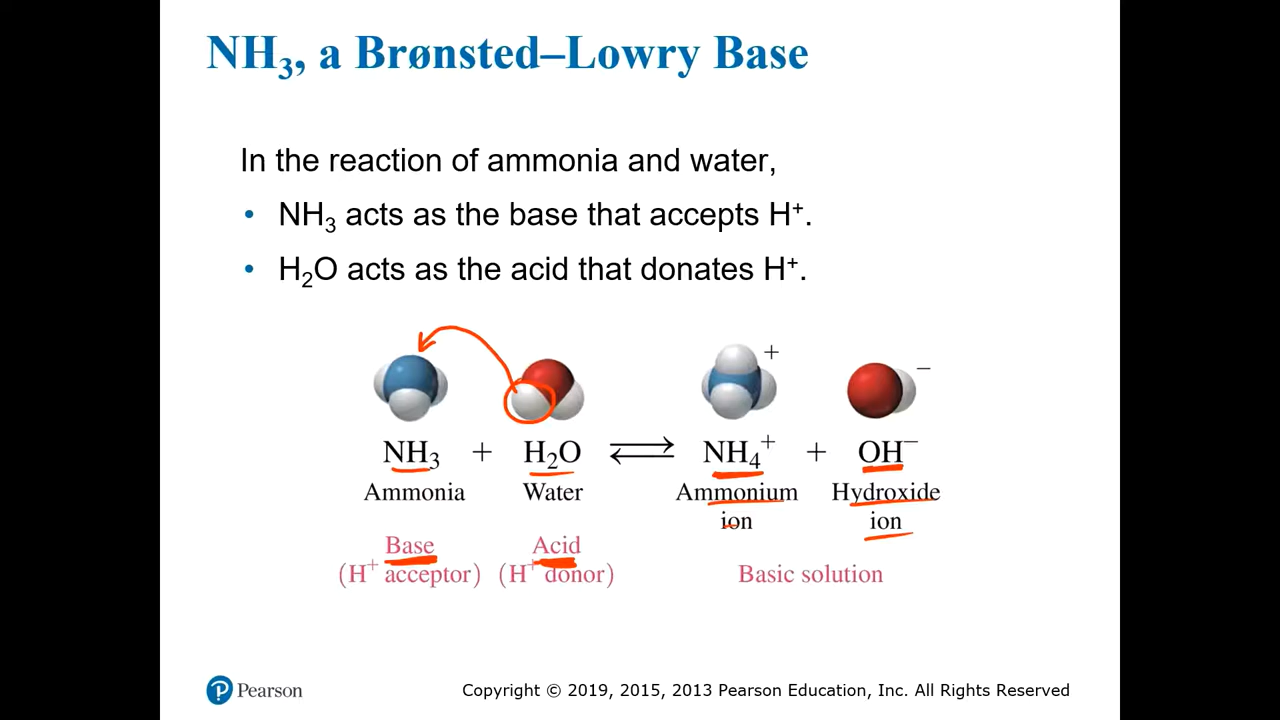 NH₃, a Brønsted–Lowry Base
In the reaction of ammonia and water,
• NH₃ acts as the base that accepts H⁺.
• H₂O acts as the acid that donates H⁺.
+ −
NH₃ + H₂O ⇌ NH₄⁺ + OH⁻
Ammonia Water Ammonium Hydroxide
ion ion
Base Acid
(H⁺ acceptor) (H⁺ donor) Basic solution
P Pearson Copyright © 2019, 2015, 2013 Pearson Education, Inc. All Rights Reserved